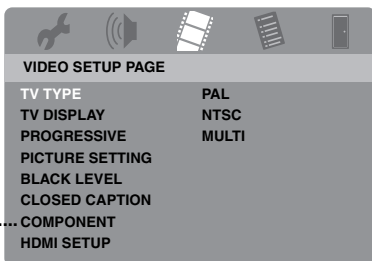 VIDEO SETUP PAGE
TV TYPE PAL
TV DISPLAY NTSC
PROGRESSIVE MULTI
PICTURE SETTING
BLACK LEVEL
CLOSED CAPTION
.... COMPONENT
HDMI SETUP